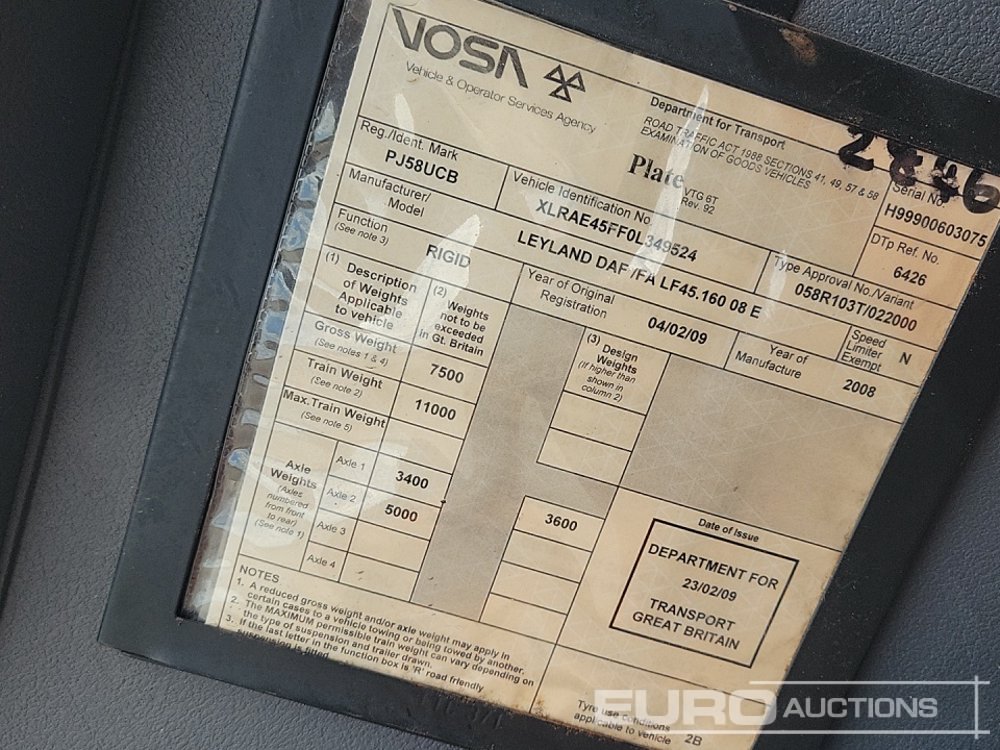 VOSA
Vehicle & Operator Services Agency
Department for Transport
ROAD TRAFFIC ACT 1988 SECTIONS 41, 49, 57 & 58
EXAMINATION OF GOODS VEHICLES
2846
Plate
VTG 6T
Rev. 92
Serial No.
H99900603075
Reg./Ident. Mark
PJ58UCB
Vehicle Identification No.
XLRAE45FF0L349524
DTp Ref. No.
6426
Manufacturer/
Model
LEYLAND DAF /FA LF45.160 08 E
Type Approval No./Variant
058R103T/022000
Function
(See note 3)
RIGID
Year of Original
Registration
04/02/09
Year of
Manufacture
2008
Speed
Limiter
Exempt
N
(1)
Description
of Weights
Applicable
to vehicle
(2)
Weights
not to be
exceeded
in Gt. Britain
(3) Design
Weights
(if higher than
shown in
column 2)
Gross Weight
(See notes 1 & 4)
7500
Train Weight
(See note 2)
11000
Max.Train Weight
(See note 5)
Axle
Weights
(Axles
numbered
from front
to rear)
(See note 1)
Axle 1
3400
Axle 2
5000
3600
Axle 3
Axle 4
Date of Issue
DEPARTMENT FOR
23/02/09
TRANSPORT
GREAT BRITAIN
NOTES
1. A reduced gross weight and/or axle weight may apply in
certain cases to a vehicle towing or being towed by another.
2. The MAXIMUM permissible train weight can vary depending on
the type of suspension and trailer drawn.
3. If the last letter in the function box is 'R' road friendly
suspension is fitted
Tyre use conditions
applicable to vehicle 2B
EURO AUCTIONS